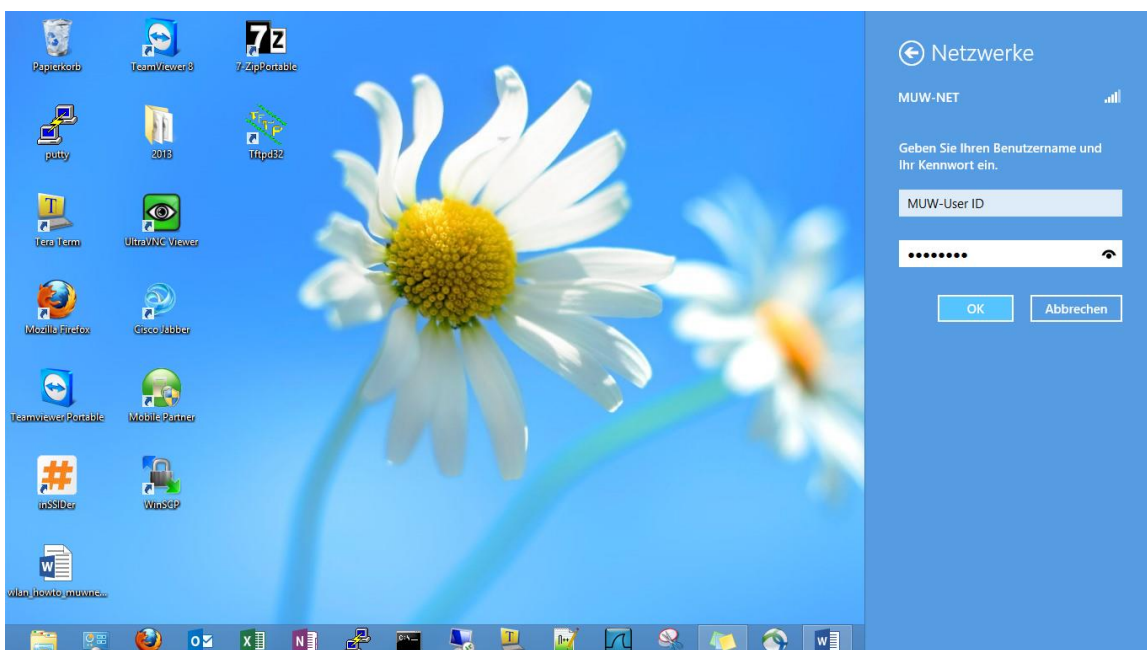 Papierkorb
TeamViewer 8
7-ZipPortable
putty
2013
Tftpd32
Tera Term
UltraVNC Viewer
Mozilla Firefox
Cisco Jabber
Teamviewer Portable
Mobile Partner
inSSIDer
WinSCP
wlan_howto_muwne...
Netzwerke
MUW-NET
Geben Sie Ihren Benutzername und
Ihr Kennwort ein.
MUW-User ID
OK
Abbrechen